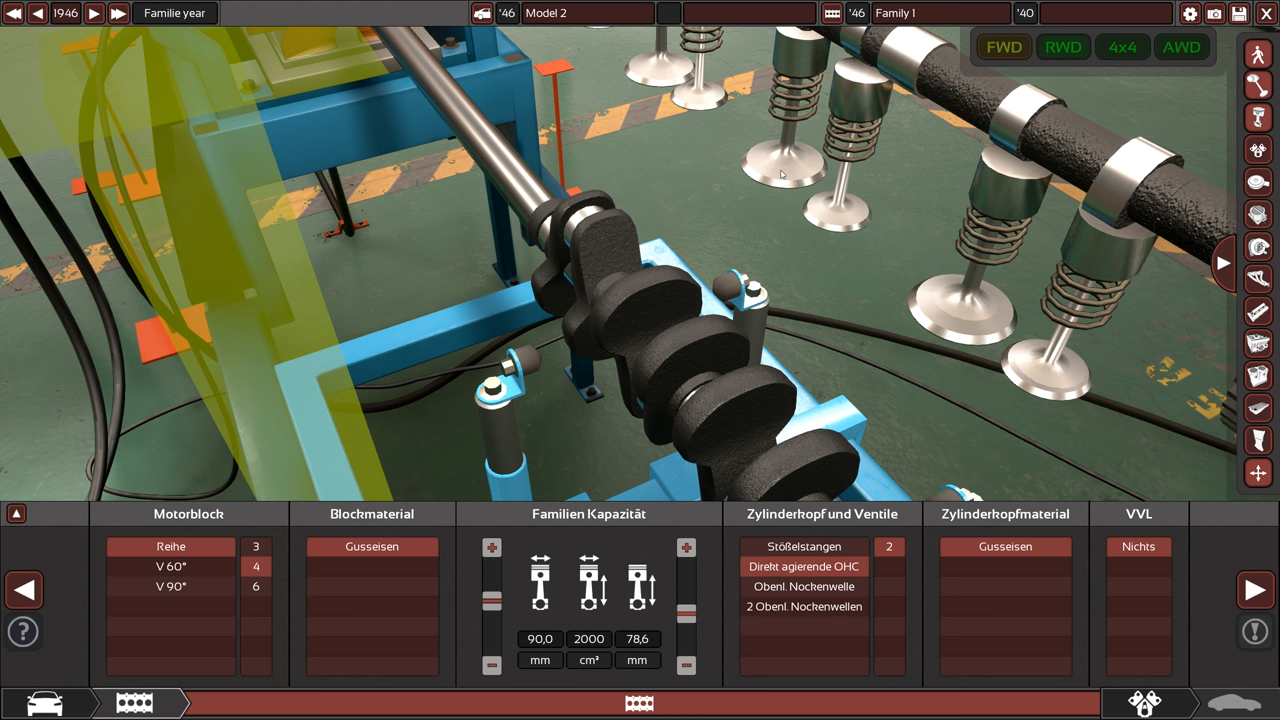 1946 Familie year '46 Model 2 '46 Family 1 '40
FWD RWD 4x4 AWD
Motorblock Blockmaterial Familien Kapazität Zylinderkopf und Ventile Zylinderkopfmaterial VVL
Reihe 3 Gusseisen Stößelstangen 2 Gusseisen Nichts
V 60° 4 Direkt agierende OHC
V 90° 6 Obenl. Nockenwelle
2 Obenl. Nockenwellen
90,0 2000 78,6
mm cm³ mm